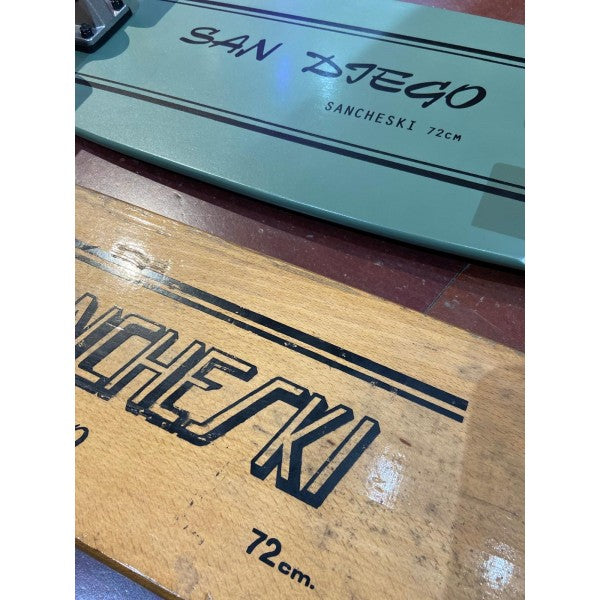 SAN DIEGO
SANCHESKI 72cm
NCHESKI
72cm.